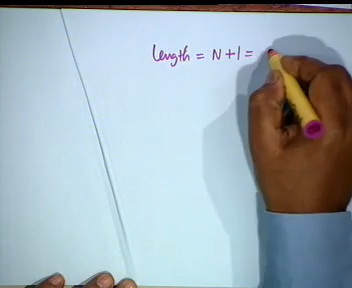 length = N + 1 =